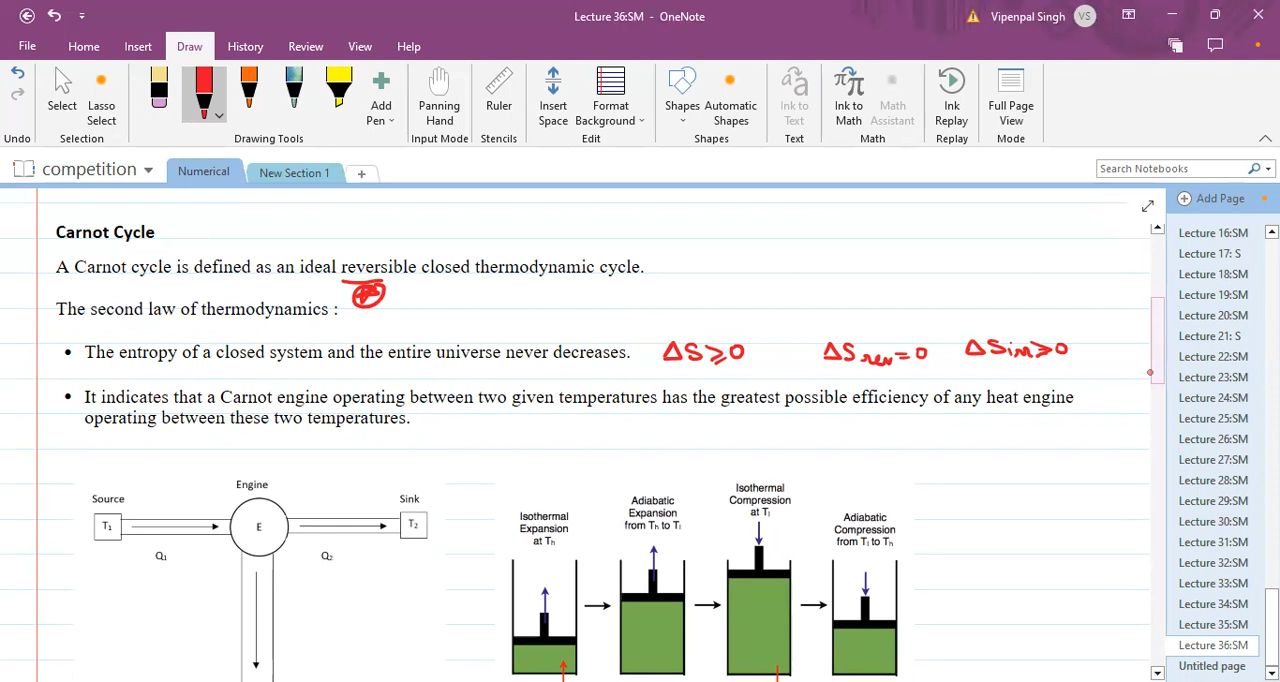 Lecture 36:SM - OneNote
Vipenpal Singh VS
File Home Insert Draw History Review View Help
Select Lasso Select Add Pen Panning Hand Ruler Insert Space Format Background Shapes Automatic Shapes Ink to Text Ink to Math Math Assistant Ink Replay Full Page View
Undo Selection Drawing Tools Input Mode Stencils Edit Shapes Text Math Replay Mode
competition Numerical New Section 1 + Search Notebooks
Add Page
Carnot Cycle
A Carnot cycle is defined as an ideal reversible closed thermodynamic cycle.
The second law of thermodynamics :
• The entropy of a closed system and the entire universe never decreases. ΔS ⩾ 0 ΔS rev = 0 ΔS irr > 0
• It indicates that a Carnot engine operating between two given temperatures has the greatest possible efficiency of any heat engine
operating between these two temperatures.
Source
T₁
Q₁
Engine
E
Sink
T₂
Q₂
Isothermal
Expansion
at Tₕ
Adiabatic
Expansion
from Tₕ to Tₗ
Isothermal
Compression
at Tₗ
Adiabatic
Compression
from Tₗ to Tₕ
Lecture 16:SM
Lecture 17: S
Lecture 18:SM
Lecture 19:SM
Lecture 20:SM
Lecture 21: S
Lecture 22:SM
Lecture 23:SM
Lecture 24:SM
Lecture 25:SM
Lecture 26:SM
Lecture 27:SM
Lecture 28:SM
Lecture 29:SM
Lecture 30:SM
Lecture 31:SM
Lecture 32:SM
Lecture 33:SM
Lecture 34:SM
Lecture 35:SM
Lecture 36:SM
Untitled page